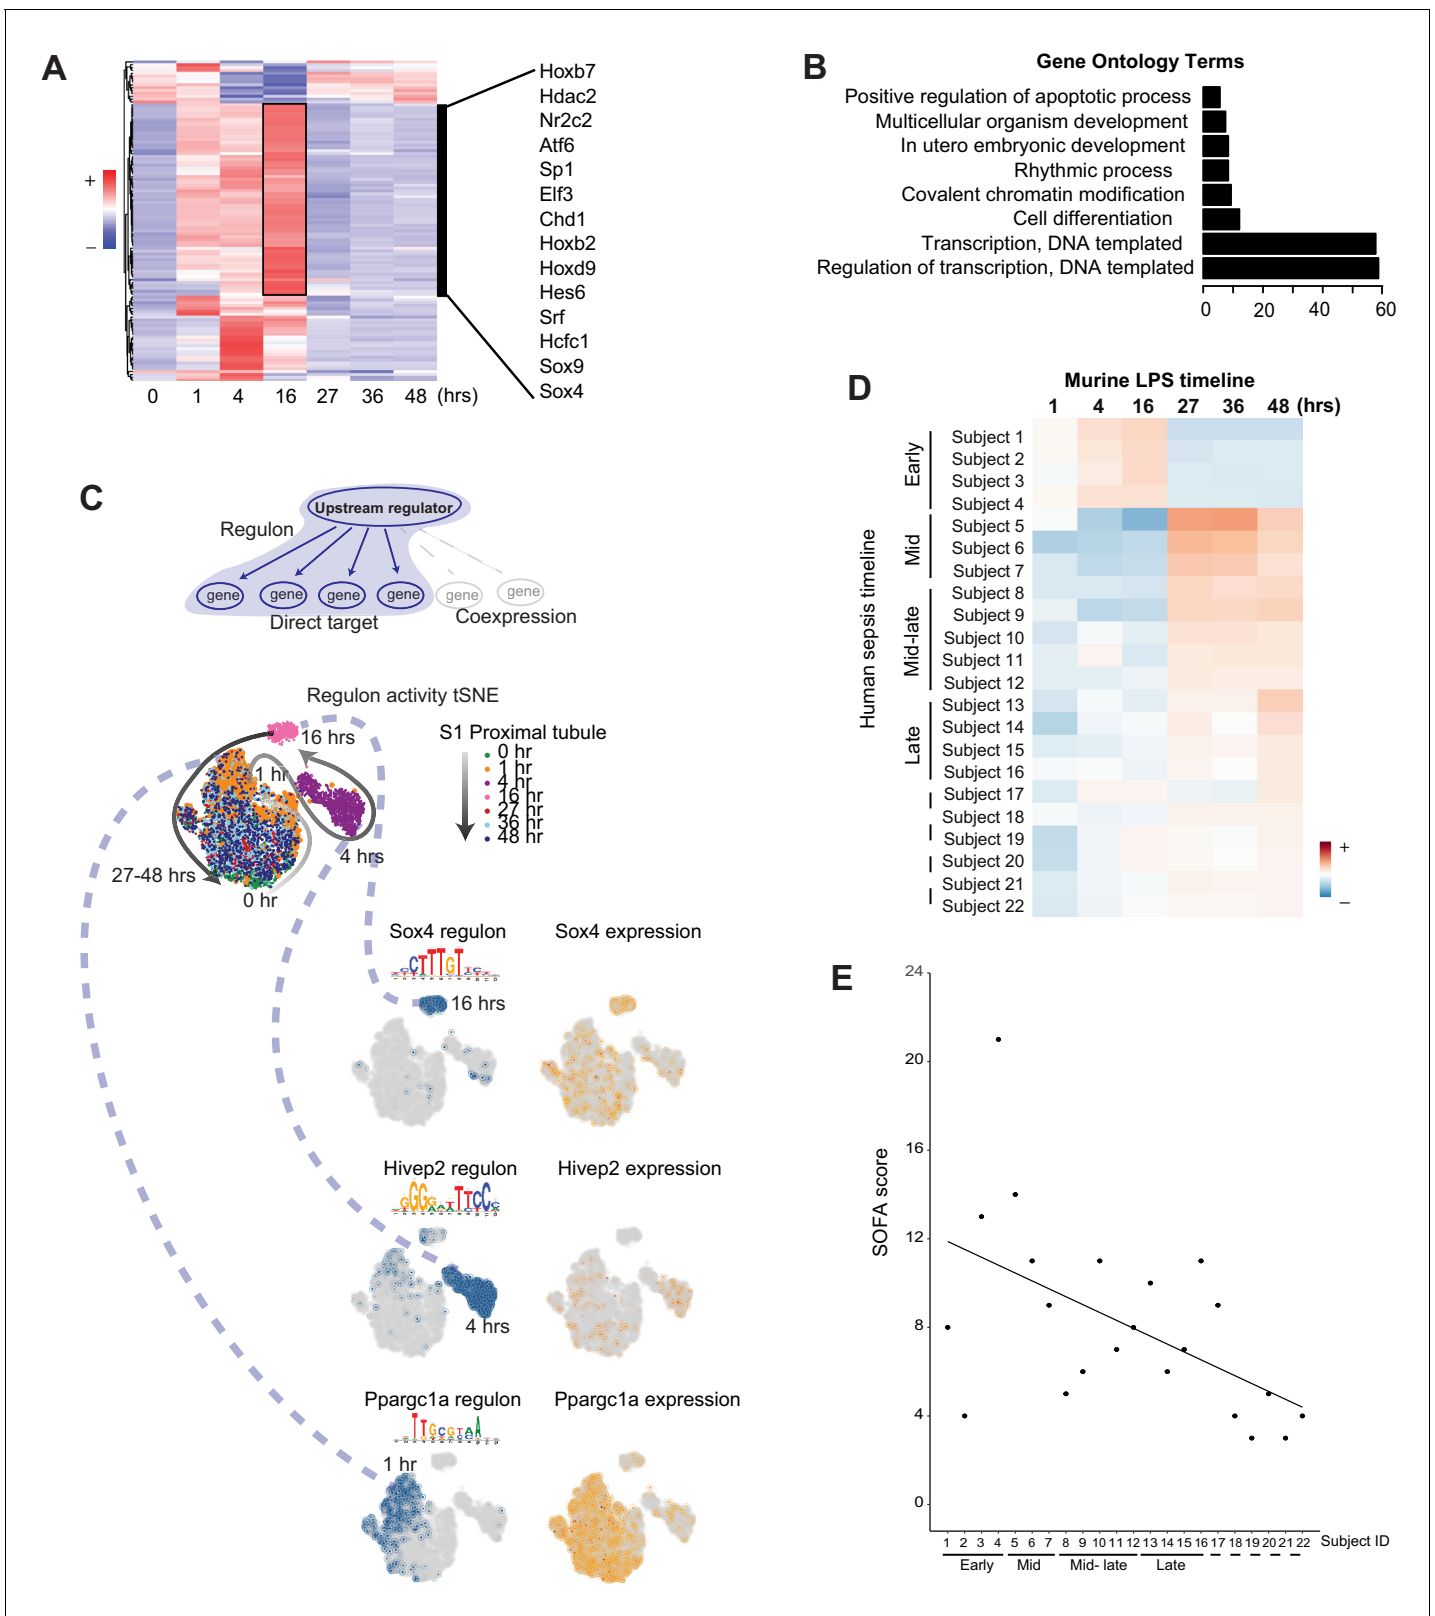 A
Hoxb7
Hdac2
Nr2c2
Atf6
Sp1
Elf3
Chd1
Hoxb2
Hoxd9
Hes6
Srf
Hcfc1
Sox9
Sox4
+
–
0 1 4 16 27 36 48 (hrs)
B
Gene Ontology Terms
Positive regulation of apoptotic process
Multicellular organism development
In utero embryonic development
Rhythmic process
Covalent chromatin modification
Cell differentiation
Transcription, DNA templated
Regulation of transcription, DNA templated
0 20 40 60
C
Upstream regulator
Regulon
gene gene gene gene gene gene
Direct target
Coexpression
Regulon activity tSNE
16 hrs
1 hr
4 hrs
27-48 hrs
0 hr
S1 Proximal tubule
0 hr
1 hr
4 hr
16 hr
27 hr
36 hr
48 hr
Sox4 regulon
Sox4 expression
16 hrs
Hivep2 regulon
Hivep2 expression
4 hrs
Ppargc1a regulon
Ppargc1a expression
1 hr
D
Murine LPS timeline
1 4 16 27 36 48 (hrs)
Human sepsis timeline
Early
Mid
Mid-late
Late
Subject 1
Subject 2
Subject 3
Subject 4
Subject 5
Subject 6
Subject 7
Subject 8
Subject 9
Subject 10
Subject 11
Subject 12
Subject 13
Subject 14
Subject 15
Subject 16
Subject 17
Subject 18
Subject 19
Subject 20
Subject 21
Subject 22
+
–
E
SOFA score
24
20
16
12
8
4
0
1 2 3 4 5 6 7 8 9 10 11 12 13 14 15 16 17 18 19 20 21 22 Subject ID
Early Mid Mid- late Late